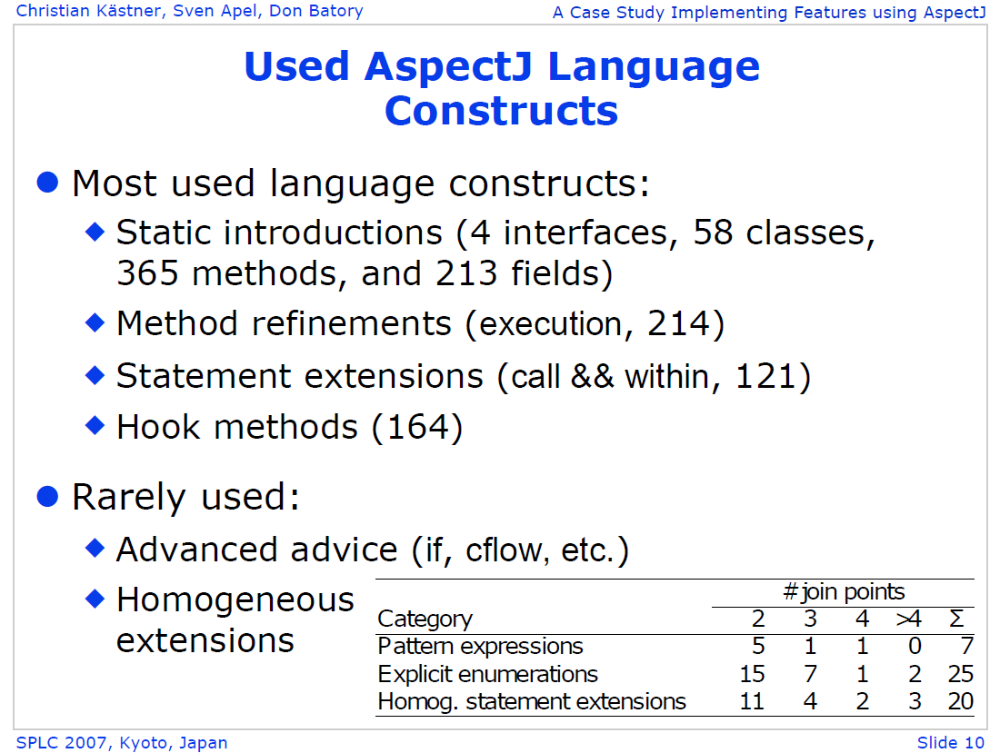 Christian Kästner, Sven Apel, Don Batory
A Case Study Implementing Features using AspectJ
Used AspectJ Language
Constructs
Most used language constructs:
Static introductions (4 interfaces, 58 classes,
365 methods, and 213 fields)
Method refinements (execution, 214)
Statement extensions (call && within, 121)
Hook methods (164)
Rarely used:
Advanced advice (if, cflow, etc.)
Homogeneous
extensions
# join points
Category 2 3 4 >4 Σ
Pattern expressions 5 1 1 0 7
Explicit enumerations 15 7 1 2 25
Homog. statement extensions 11 4 2 3 20
SPLC 2007, Kyoto, Japan
Slide 10